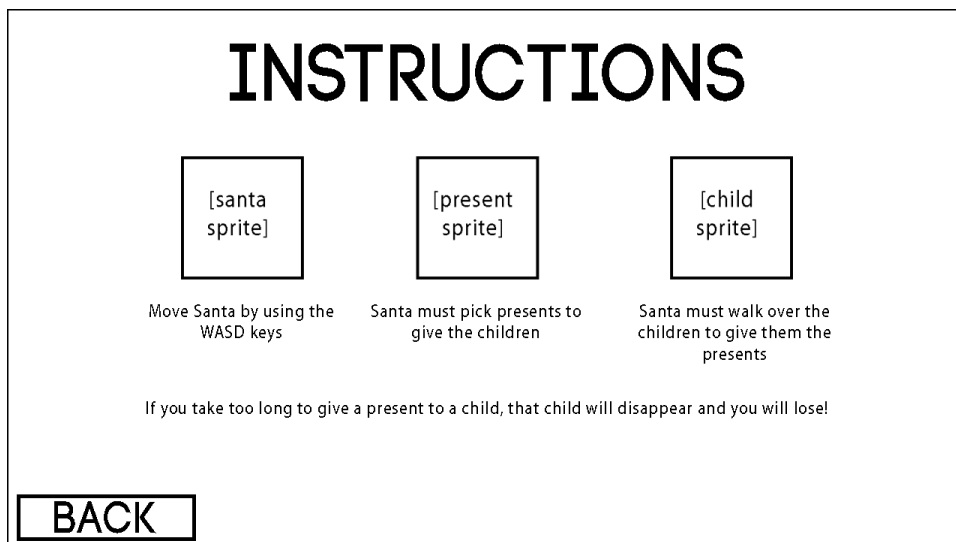 INSTRUCTIONS
[santa
sprite]
Move Santa by using the
WASD keys
[present
sprite]
Santa must pick presents to
give the children
[child
sprite]
Santa must walk over the
children to give them the
presents
If you take too long to give a present to a child, that child will disappear and you will lose!
BACK